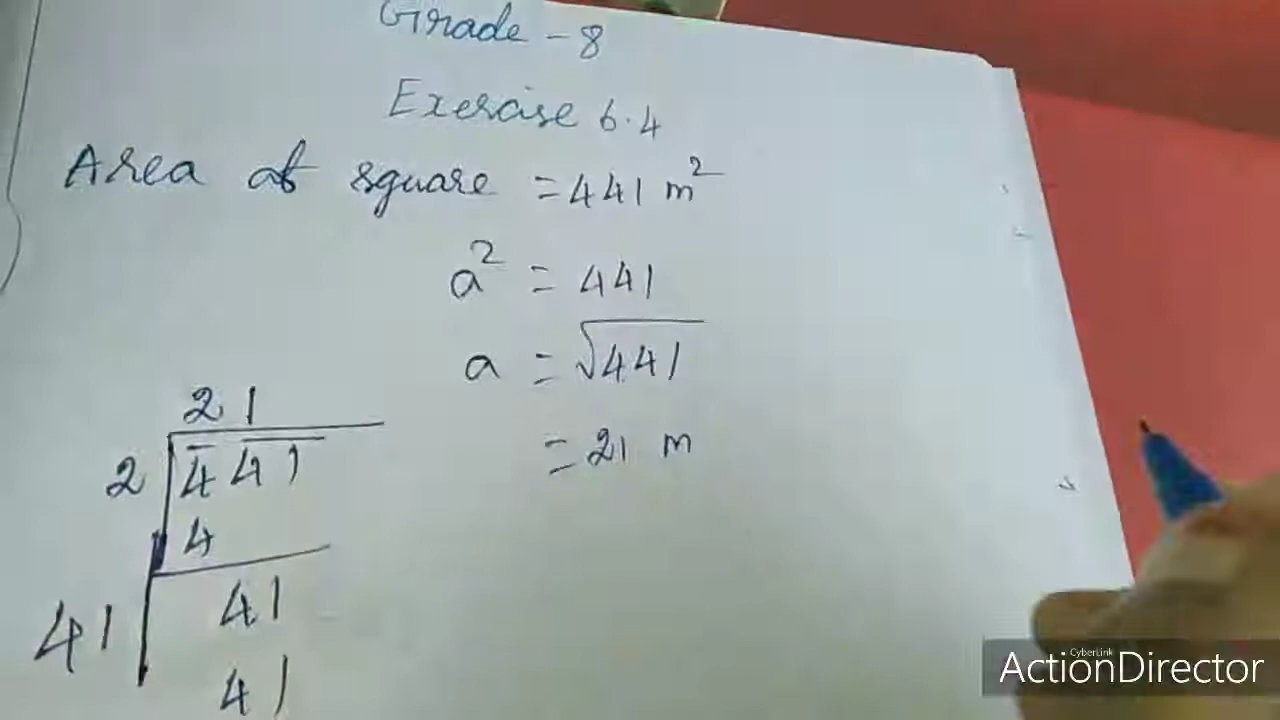 Grade - 8
Exercise 6.4
Area of square = 441 m²
a² = 441
a = √441
= 21 m
21
2 4 41
4
41 41
41
CyberLink
ActionDirector